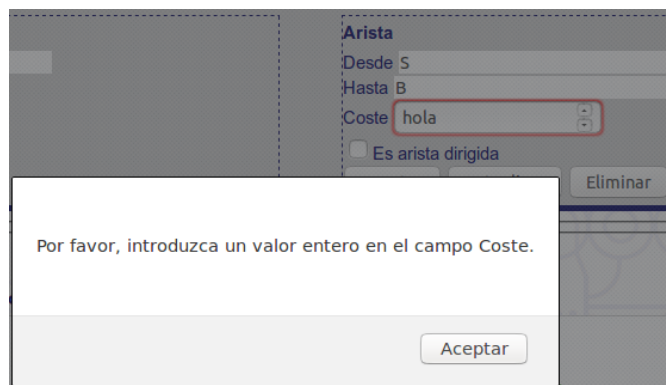 Arista
Desde S
Hasta B
Coste hola
Es arista dirigida
Eliminar
Por favor, introduzca un valor entero en el campo Coste.
Aceptar